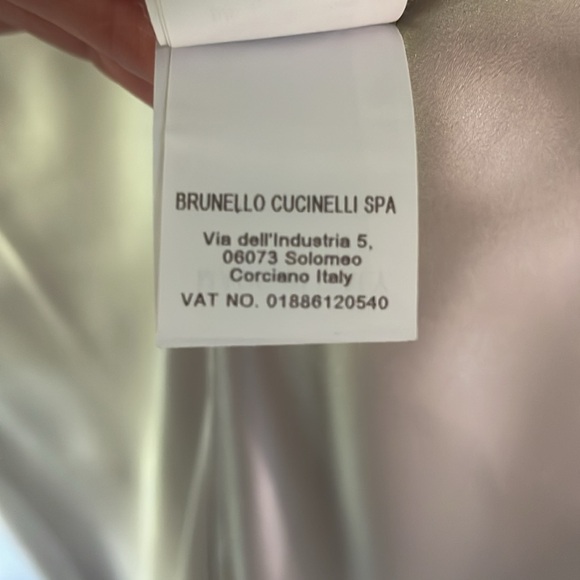 BRUNELLO CUCINELLI SPA
Via dell'Industria 5,
06073 Solomeo
Corciano Italy
VAT NO. 01886120540